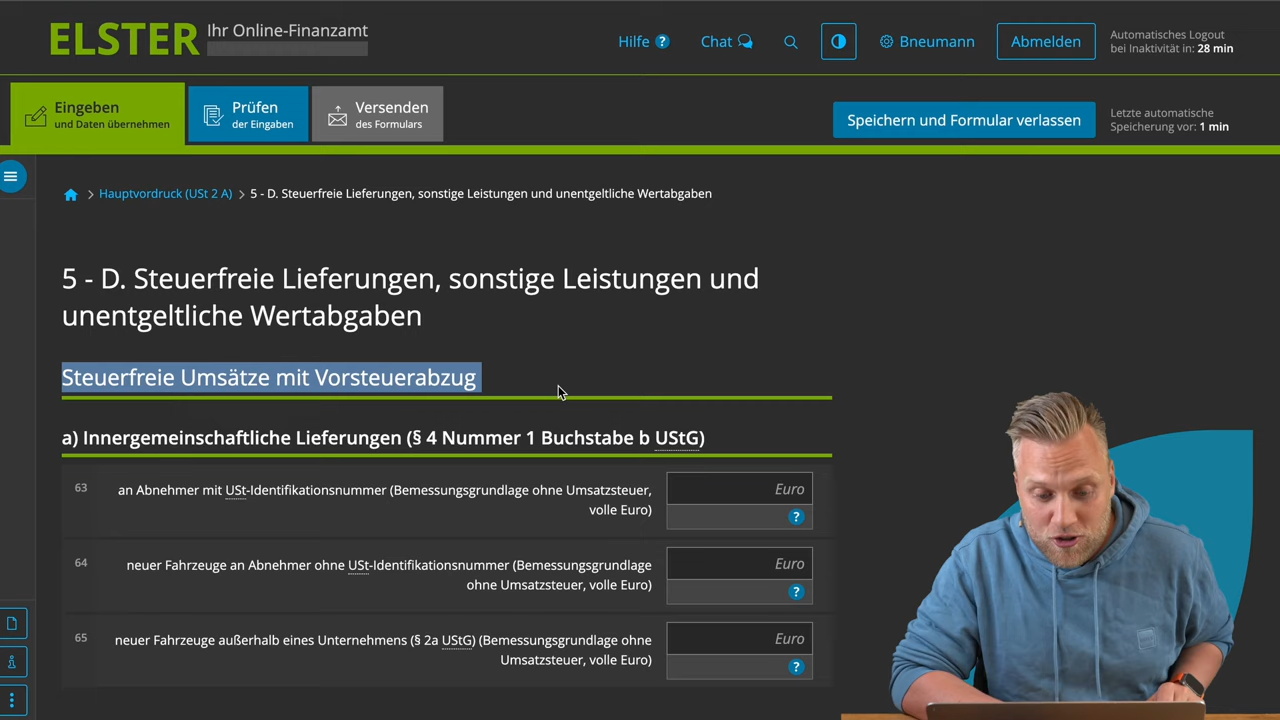 ELSTER
Ihr Online-Finanzamt
Hilfe ?
Chat
Bneumann
Abmelden
Automatisches Logout
bei Inaktivität in: 28 min
Eingeben
und Daten übernehmen
Prüfen
der Eingaben
Versenden
des Formulars
Speichern und Formular verlassen
Letzte automatische
Speicherung vor: 1 min
Hauptvordruck (USt 2 A)
5 - D. Steuerfreie Lieferungen, sonstige Leistungen und unentgeltliche Wertabgaben
5 - D. Steuerfreie Lieferungen, sonstige Leistungen und
unentgeltliche Wertabgaben
Steuerfreie Umsätze mit Vorsteuerabzug
a) Innergemeinschaftliche Lieferungen (§ 4 Nummer 1 Buchstabe b UStG)
63
an Abnehmer mit USt-Identifikationsnummer (Bemessungsgrundlage ohne Umsatzsteuer,
volle Euro)
Euro
?
64
neuer Fahrzeuge an Abnehmer ohne USt-Identifikationsnummer (Bemessungsgrundlage
ohne Umsatzsteuer, volle Euro)
Euro
?
65
neuer Fahrzeuge außerhalb eines Unternehmens (§ 2a UStG) (Bemessungsgrundlage ohne
Umsatzsteuer, volle Euro)
Euro
?